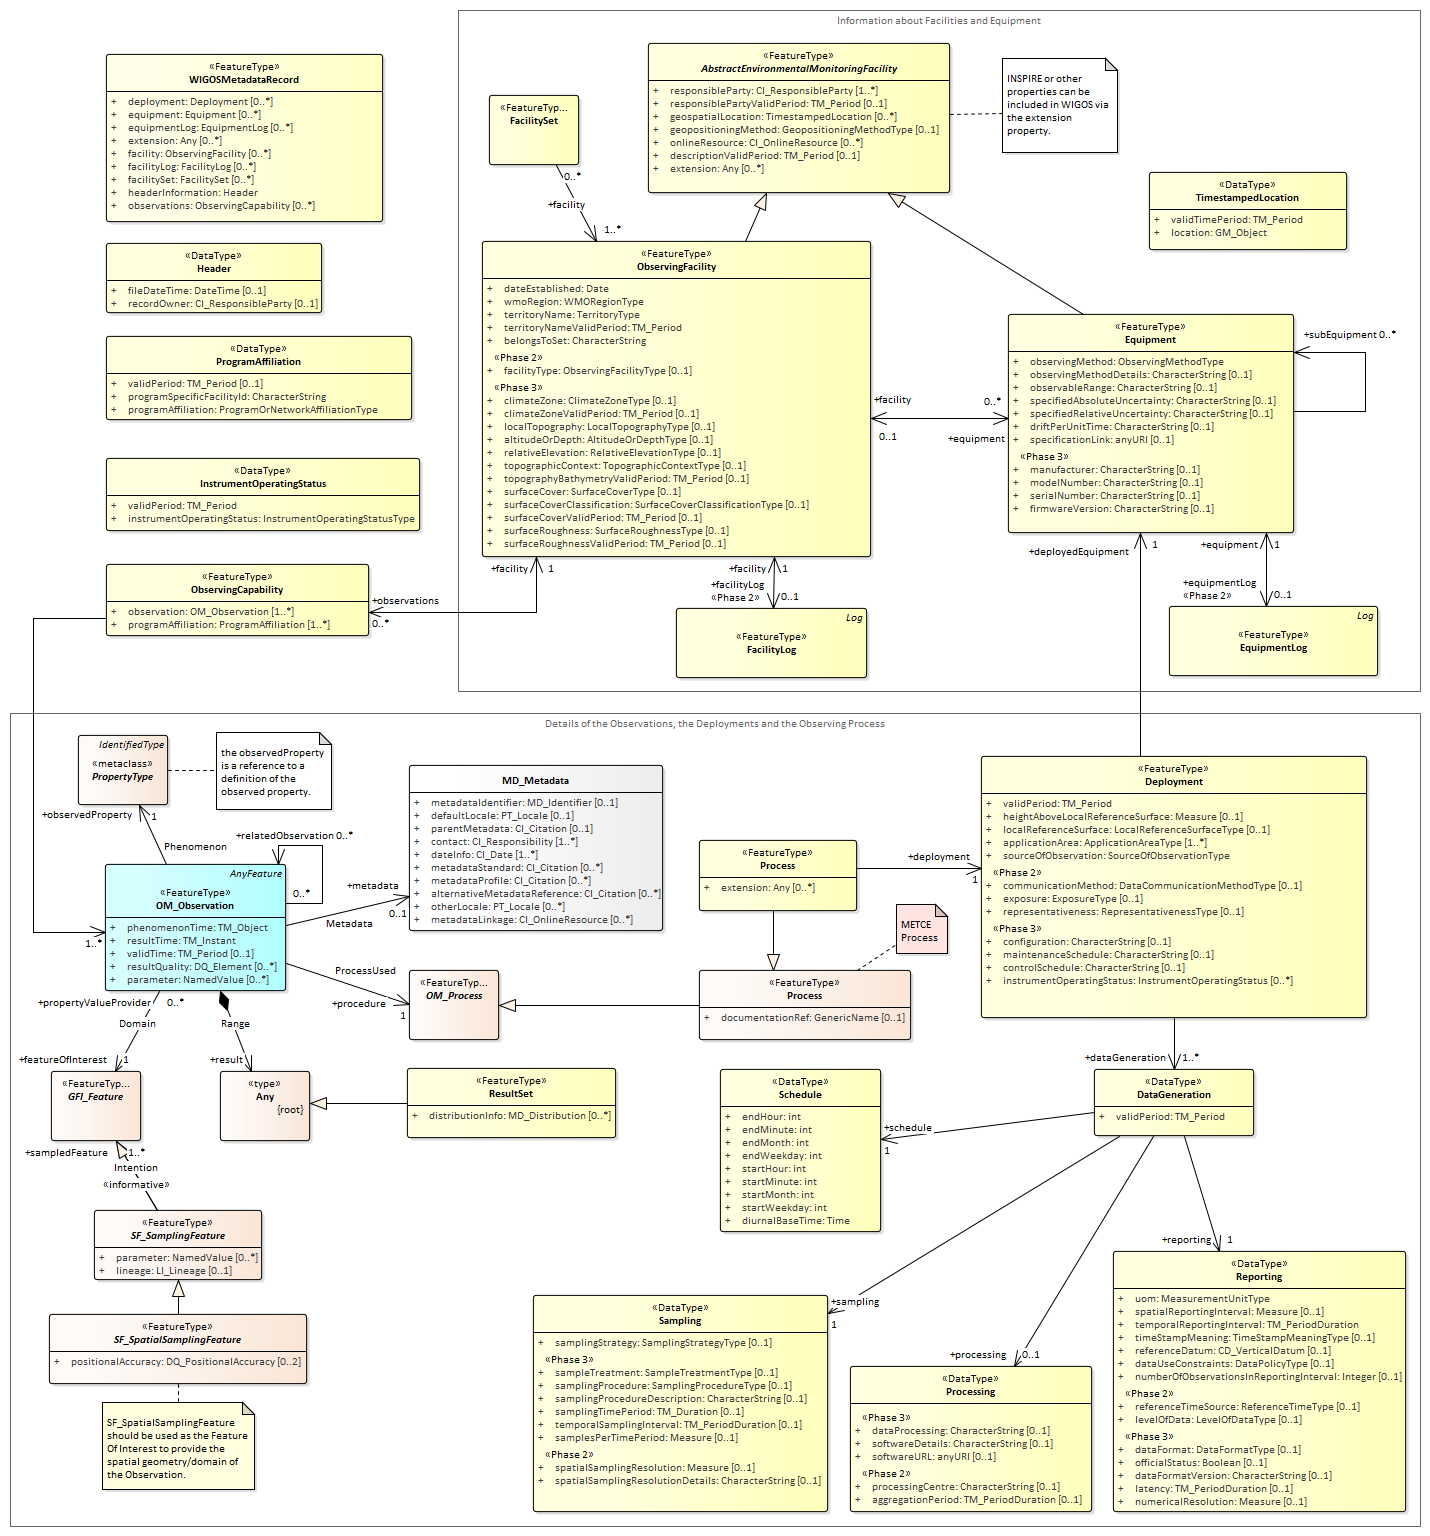 Information about Facilities and Equipment
«FeatureType»
WIGOSMetadataRecord
+ deployment: Deployment [0..*]
+ equipment: Equipment [0..*]
+ equipmentLog: EquipmentLog [0..*]
+ extension: Any [0..*]
+ facility: ObservingFacility [0..*]
+ facilityLog: FacilityLog [0..*]
+ facilitySet: FacilitySet [0..*]
+ headerInformation: Header
+ observations: ObservingCapability [0..*]
«DataType»
Header
+ fileDateTime: DateTime [0..1]
+ recordOwner: CI_ResponsibleParty [0..1]
«DataType»
ProgramAffiliation
+ validPeriod: TM_Period [0..1]
+ programSpecificFacilityId: CharacterString
+ programAffiliation: ProgramOrNetworkAffiliationType
«DataType»
InstrumentOperatingStatus
+ validPeriod: TM_Period
+ instrumentOperatingStatus: InstrumentOperatingStatusType
«FeatureType»
ObservingCapability
+ observation: OM_Observation [1..*]
+ programAffiliation: ProgramAffiliation [1..*]
«FeatureTyp...
FacilitySet
0..*
+facility
1..*
«FeatureType»
AbstractEnvironmentalMonitoringFacility
+ responsibleParty: CI_ResponsibleParty [1..*]
+ responsiblePartyValidPeriod: TM_Period [0..1]
+ geospatialLocation: TimestampedLocation [0..*]
+ geopositioningMethod: GeopositioningMethodType [0..1]
+ onlineResource: CI_OnlineResource [0..*]
+ descriptionValidPeriod: TM_Period [0..1]
+ extension: Any [0..*]
INSPIRE or other
properties can be
included in WIGOS via
the extension
property.
«DataType»
TimestampedLocation
+ validTimePeriod: TM_Period
+ location: GM_Object
«FeatureType»
ObservingFacility
+ dateEstablished: Date
+ wmoRegion: WMORegionType
+ territoryName: TerritoryType
+ territoryNameValidPeriod: TM_Period
+ belongsToSet: CharacterString
«Phase 2»
+ facilityType: ObservingFacilityType [0..1]
«Phase 3»
+ climateZone: ClimateZoneType [0..1]
+ climateZoneValidPeriod: TM_Period [0..1]
+ localTopography: LocalTopographyType [0..1]
+ altitudeOrDepth: AltitudeOrDepthType [0..1]
+ relativeElevation: RelativeElevationType [0..1]
+ topographicContext: TopographicContextType [0..1]
+ topographyBathymetryValidPeriod: TM_Period [0..1]
+ surfaceCover: SurfaceCoverType [0..1]
+ surfaceCoverClassification: SurfaceCoverClassificationType [0..1]
+ surfaceCoverValidPeriod: TM_Period [0..1]
+ surfaceRoughness: SurfaceRoughnessType [0..1]
+ surfaceRoughnessValidPeriod: TM_Period [0..1]
«FeatureType»
Equipment
+ observingMethod: ObservingMethodType
+ observingMethodDetails: CharacterString [0..1]
+ observableRange: CharacterString [0..1]
+ specifiedAbsoluteUncertainty: CharacterString [0..1]
+ specifiedRelativeUncertainty: CharacterString [0..1]
+ driftPerUnitTime: CharacterString [0..1]
+ specificationLink: anyURI [0..1]
«Phase 3»
+ manufacturer: CharacterString [0..1]
+ modelNumber: CharacterString [0..1]
+ serialNumber: CharacterString [0..1]
+ firmwareVersion: CharacterString [0..1]
+subEquipment 0..*
+facility
0..1
0..*
+equipment
+facility 1
+observations
0..*
+facility 1
+facilityLog
«Phase 2» 0..1
Log
«FeatureType»
FacilityLog
+deployedEquipment 1
+equipment 1
+equipmentLog
«Phase 2» 0..1
Log
«FeatureType»
EquipmentLog
Details of the Observations, the Deployments and the Observing Process
IdentifiedType
«metaclass»
PropertyType
the observedProperty
is a reference to a
definition of the
observed property.
+observedProperty 1
Phenomenon
+relatedObservation 0..*
0..*
AnyFeature
«FeatureType»
OM_Observation
+ phenomenonTime: TM_Object
+ resultTime: TM_Instant
+ validTime: TM_Period [0..1]
+ resultQuality: DQ_Element [0..*]
+ parameter: NamedValue [0..*]
1..*
+metadata
0..1
Metadata
MD_Metadata
+ metadataIdentifier: MD_Identifier [0..1]
+ defaultLocale: PT_Locale [0..1]
+ parentMetadata: CI_Citation [0..1]
+ contact: CI_Responsibility [1..*]
+ dateInfo: CI_Date [1..*]
+ metadataStandard: CI_Citation [0..*]
+ metadataProfile: CI_Citation [0..*]
+ alternativeMetadataReference: CI_Citation [0..*]
+ otherLocale: PT_Locale [0..*]
+ metadataLinkage: CI_OnlineResource [0..*]
ProcessUsed
+procedure
1
«FeatureTyp...
OM_Process
«FeatureType»
Process
+ extension: Any [0..*]
METCE
Process
«FeatureType»
Process
+ documentationRef: GenericName [0..1]
+deployment
1
«FeatureType»
Deployment
+ validPeriod: TM_Period
+ heightAboveLocalReferenceSurface: Measure [0..1]
+ localReferenceSurface: LocalReferenceSurfaceType [0..1]
+ applicationArea: ApplicationAreaType [1..*]
+ sourceOfObservation: SourceOfObservationType
«Phase 2»
+ communicationMethod: DataCommunicationMethodType [0..1]
+ exposure: ExposureType [0..1]
+ representativeness: RepresentativenessType [0..1]
«Phase 3»
+ configuration: CharacterString [0..1]
+ maintenanceSchedule: CharacterString [0..1]
+ controlSchedule: CharacterString [0..1]
+ instrumentOperatingStatus: InstrumentOperatingStatus [0..*]
+propertyValueProvider 0..*
Domain
+featureOfInterest 1
Range
+result
«FeatureTyp...
GFI_Feature
«type»
Any
{root}
«FeatureType»
ResultSet
+ distributionInfo: MD_Distribution [0..*]
+sampledFeature 1..*
Intention
«informative»
«FeatureType»
SF_SamplingFeature
+ parameter: NamedValue [0..*]
+ lineage: LI_Lineage [0..1]
«FeatureType»
SF_SpatialSamplingFeature
+ positionalAccuracy: DQ_PositionalAccuracy [0..2]
SF_SpatialSamplingFeature
should be used as the Feature
Of Interest to provide the
spatial geometry/domain of
the Observation.
+dataGeneration 1..*
«DataType»
DataGeneration
+ validPeriod: TM_Period
«DataType»
Schedule
+ endHour: int
+ endMinute: int
+ endMonth: int
+ endWeekday: int
+ startHour: int
+ startMinute: int
+ startMonth: int
+ startWeekday: int
+ diurnalBaseTime: Time
+schedule
1
+sampling
1
+processing 0..1
+reporting 1
«DataType»
Sampling
+ samplingStrategy: SamplingStrategyType [0..1]
«Phase 3»
+ sampleTreatment: SampleTreatmentType [0..1]
+ samplingProcedure: SamplingProcedureType [0..1]
+ samplingProcedureDescription: CharacterString [0..1]
+ samplingTimePeriod: TM_Duration [0..1]
+ temporalSamplingInterval: TM_PeriodDuration [0..1]
+ samplesPerTimePeriod: Measure [0..1]
«Phase 2»
+ spatialSamplingResolution: Measure [0..1]
+ spatialSamplingResolutionDetails: CharacterString [0..1]
«DataType»
Processing
«Phase 3»
+ dataProcessing: CharacterString [0..1]
+ softwareDetails: CharacterString [0..1]
+ softwareURL: anyURI [0..1]
«Phase 2»
+ processingCentre: CharacterString [0..1]
+ aggregationPeriod: TM_PeriodDuration [0..1]
«DataType»
Reporting
+ uom: MeasurementUnitType
+ spatialReportingInterval: Measure [0..1]
+ temporalReportingInterval: TM_PeriodDuration
+ timeStampMeaning: TimeStampMeaningType [0..1]
+ referenceDatum: CD_VerticalDatum [0..1]
+ dataUseConstraints: DataPolicyType [0..1]
+ numberOfObservationsInReportingInterval: Integer [0..1]
«Phase 2»
+ referenceTimeSource: ReferenceTimeType [0..1]
+ levelOfData: LevelOfDataType [0..1]
«Phase 3»
+ dataFormat: DataFormatType [0..1]
+ officialStatus: Boolean [0..1]
+ dataFormatVersion: CharacterString [0..1]
+ latency: TM_PeriodDuration [0..1]
+ numericalResolution: Measure [0..1]